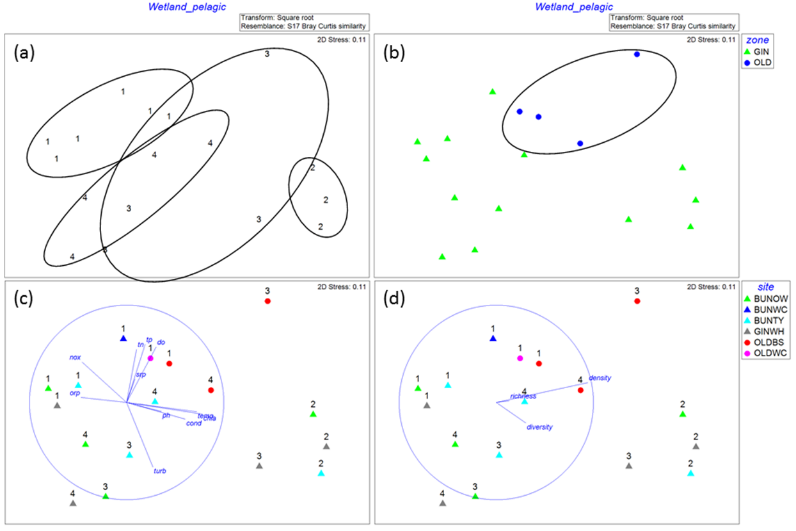 Wetland_pelagic
Transform: Square root
Resemblance: S17 Bray Curtis similarity
(a)
2D Stress: 0.11
3
1
1
1
1
1
1
4
4
2
4
3
2
3
2
3
4
Wetland_pelagic
Transform: Square root
Resemblance: S17 Bray Curtis similarity
(b)
2D Stress: 0.11
zone
GIN
OLD
(c)
2D Stress: 0.11
3
1
tn
tp
do
1
1
nox
1
1
srp
4
1
orp
4
ph
temp
cond
2
4
3
turb
3
2
2
4
3
(d)
2D Stress: 0.11
3
1
1
1
density
4
1
1
1
richness
4
diversity
2
4
3
3
2
2
4
3
site
BUNOW
BUNWC
BUNTY
GINWH
OLDBS
OLDWC